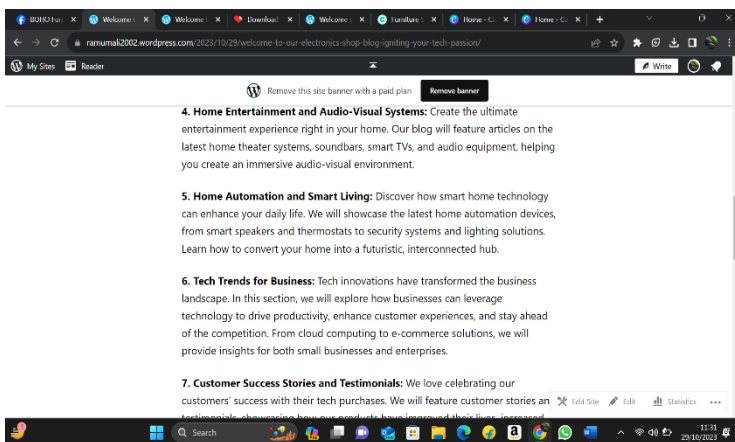 BOHO Fur
Welcome
Welcome
Download
Welcome
Furniture S
Home - C
Home - C
ramumali2002.wordpress.com/2023/10/29/welcome-to-our-electronics-shop-blog-igniting-your-tech-passion/
My Sites Reader Write
Remove this site banner with a paid plan Remove banner
4. Home Entertainment and Audio-Visual Systems: Create the ultimate
entertainment experience right in your home. Our blog will feature articles on the
latest home theater systems, soundbars, smart TVs, and audio equipment, helping
you create an immersive audio-visual environment.
5. Home Automation and Smart Living: Discover how smart home technology
can enhance your daily life. We will showcase the latest home automation devices,
from smart speakers and thermostats to security systems and lighting solutions.
Learn how to convert your home into a futuristic, interconnected hub.
6. Tech Trends for Business: Tech innovations have transformed the business
landscape. In this section, we will explore how businesses can leverage
technology to drive productivity, enhance customer experiences, and stay ahead
of the competition. From cloud computing to e-commerce solutions, we will
provide insights for both small businesses and enterprises.
7. Customer Success Stories and Testimonials: We love celebrating our
customers' success with their tech purchases. We will feature customer stories an
Edit Site Edit Statistics
testimonials, showcasing how our products have improved their lives, increased
Search
11:31
29/10/2023